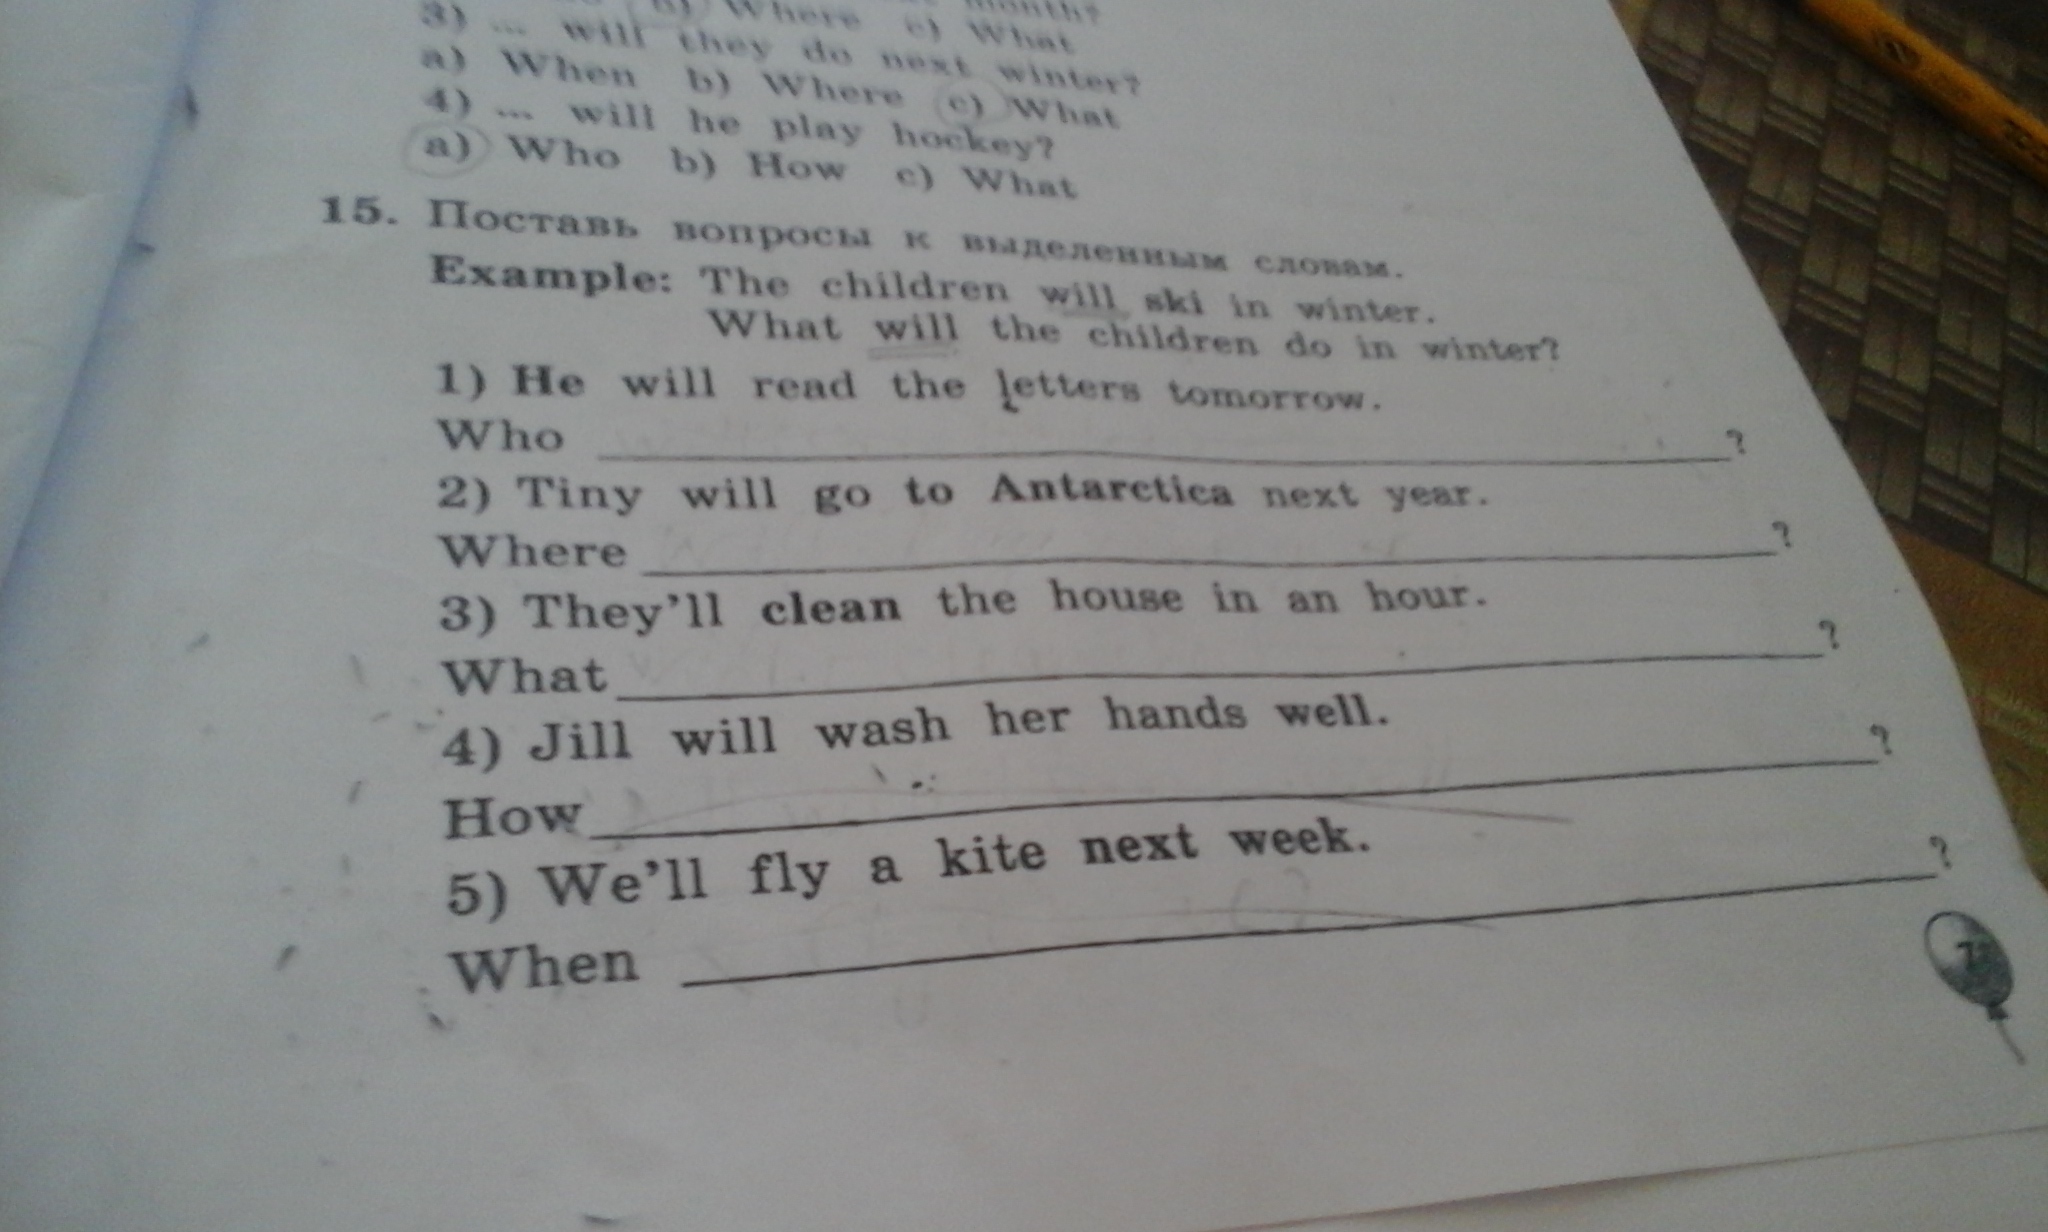 b) Where c) What month?
3) ... will they do next winter?
a) When b) Where c) What
4) ... will he play hockey?
a) Who b) How c) What
15. Поставь вопросы к выделенным словам.
Example: The children will ski in winter.
What will the children do in winter?
1) He will read the letters tomorrow.
Who ?
2) Tiny will go to Antarctica next year.
Where ?
3) They'll clean the house in an hour.
What ?
4) Jill will wash her hands well.
How ?
5) We'll fly a kite next week.
When ?